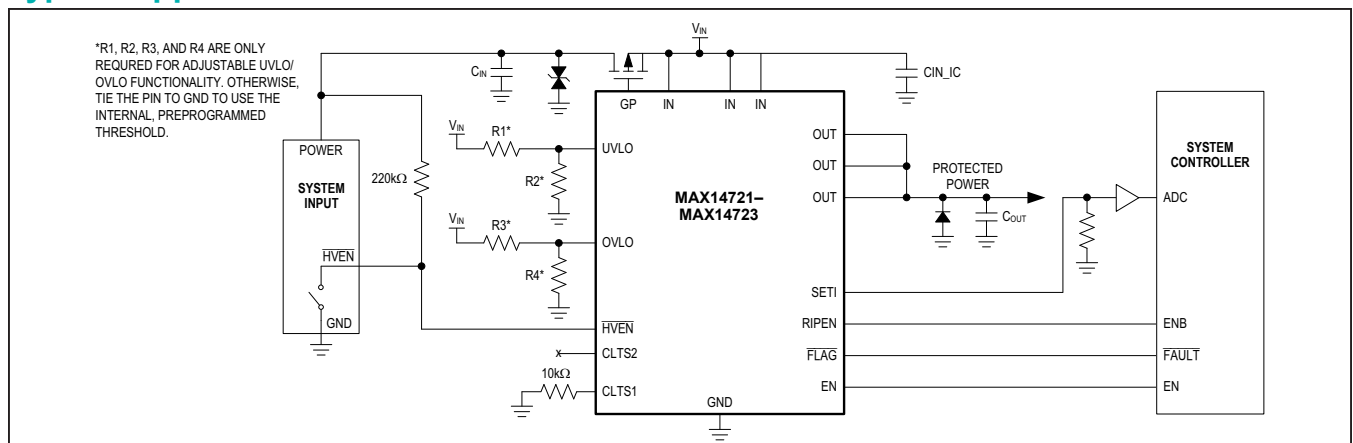 *R1, R2, R3, AND R4 ARE ONLY
REQURED FOR ADJUSTABLE UVLO/
OVLO FUNCTIONALITY. OTHERWISE,
TIE THE PIN TO GND TO USE THE
INTERNAL, PREPROGRAMMED
THRESHOLD.
VIN
CIN
CIN_IC
GP
IN
IN
IN
POWER
SYSTEM
INPUT
HVEN
GND
220kΩ
VIN
R1*
R2*
VIN
R3*
R4*
10kΩ
x
UVLO
OVLO
HVEN
CLTS2
CLTS1
MAX14721–
MAX14723
GND
OUT
OUT
OUT
SETI
RIPEN
FLAG
EN
PROTECTED
POWER
COUT
SYSTEM
CONTROLLER
ADC
ENB
FAULT
EN